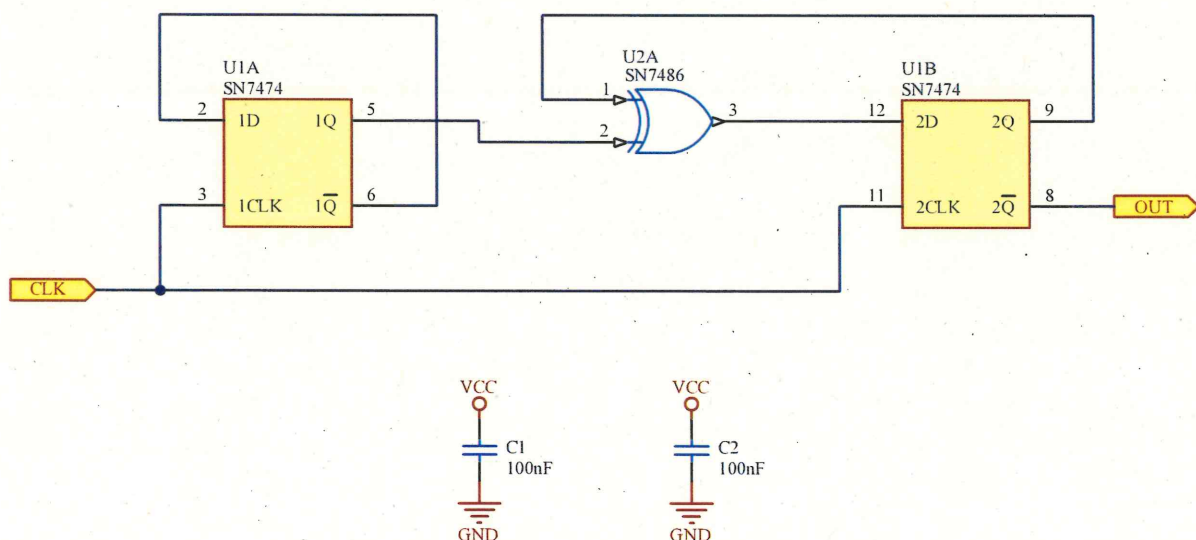 U1A
SN7474
2
1D
1Q
5
3
1CLK
1Q
6
U2A
SN7486
1
2
3
U1B
SN7474
12
2D
2Q
9
11
2CLK
2Q
8
OUT
CLK
VCC
C1
100nF
GND
VCC
C2
100nF
GND